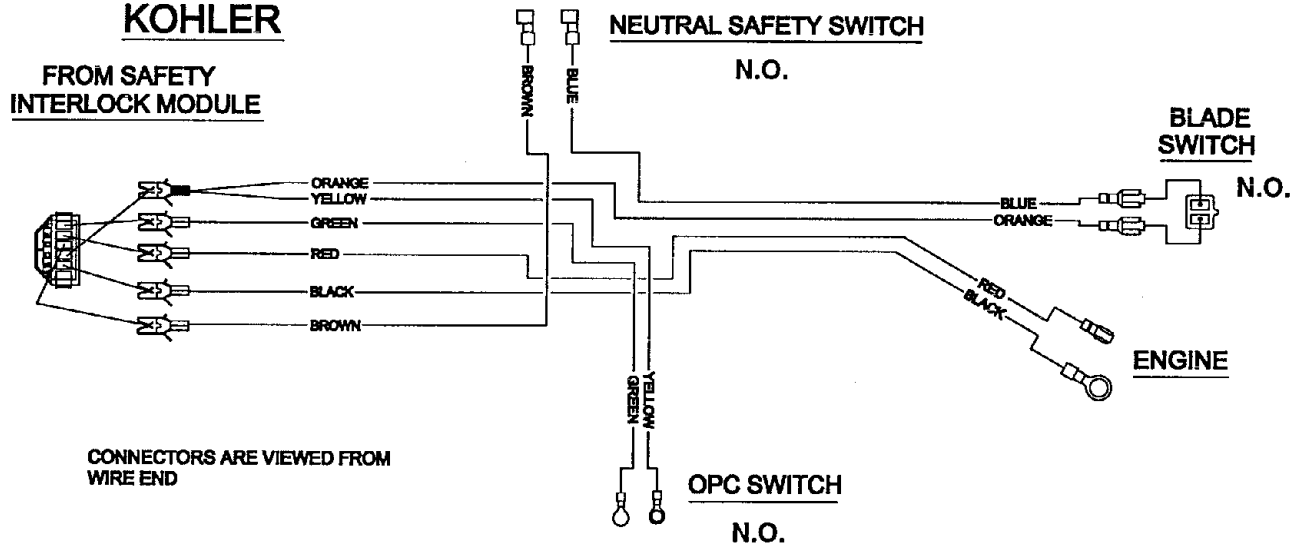 KOHLER
FROM SAFETY
INTERLOCK MODULE
NEUTRAL SAFETY SWITCH
N.O.
BROWN
BLUE
BLADE
SWITCH
N.O.
ORANGE
YELLOW
GREEN
RED
BLACK
BROWN
BLUE
ORANGE
RED
BLACK
ENGINE
YELLOW
GREEN
CONNECTORS ARE VIEWED FROM
WIRE END
OPC SWITCH
N.O.